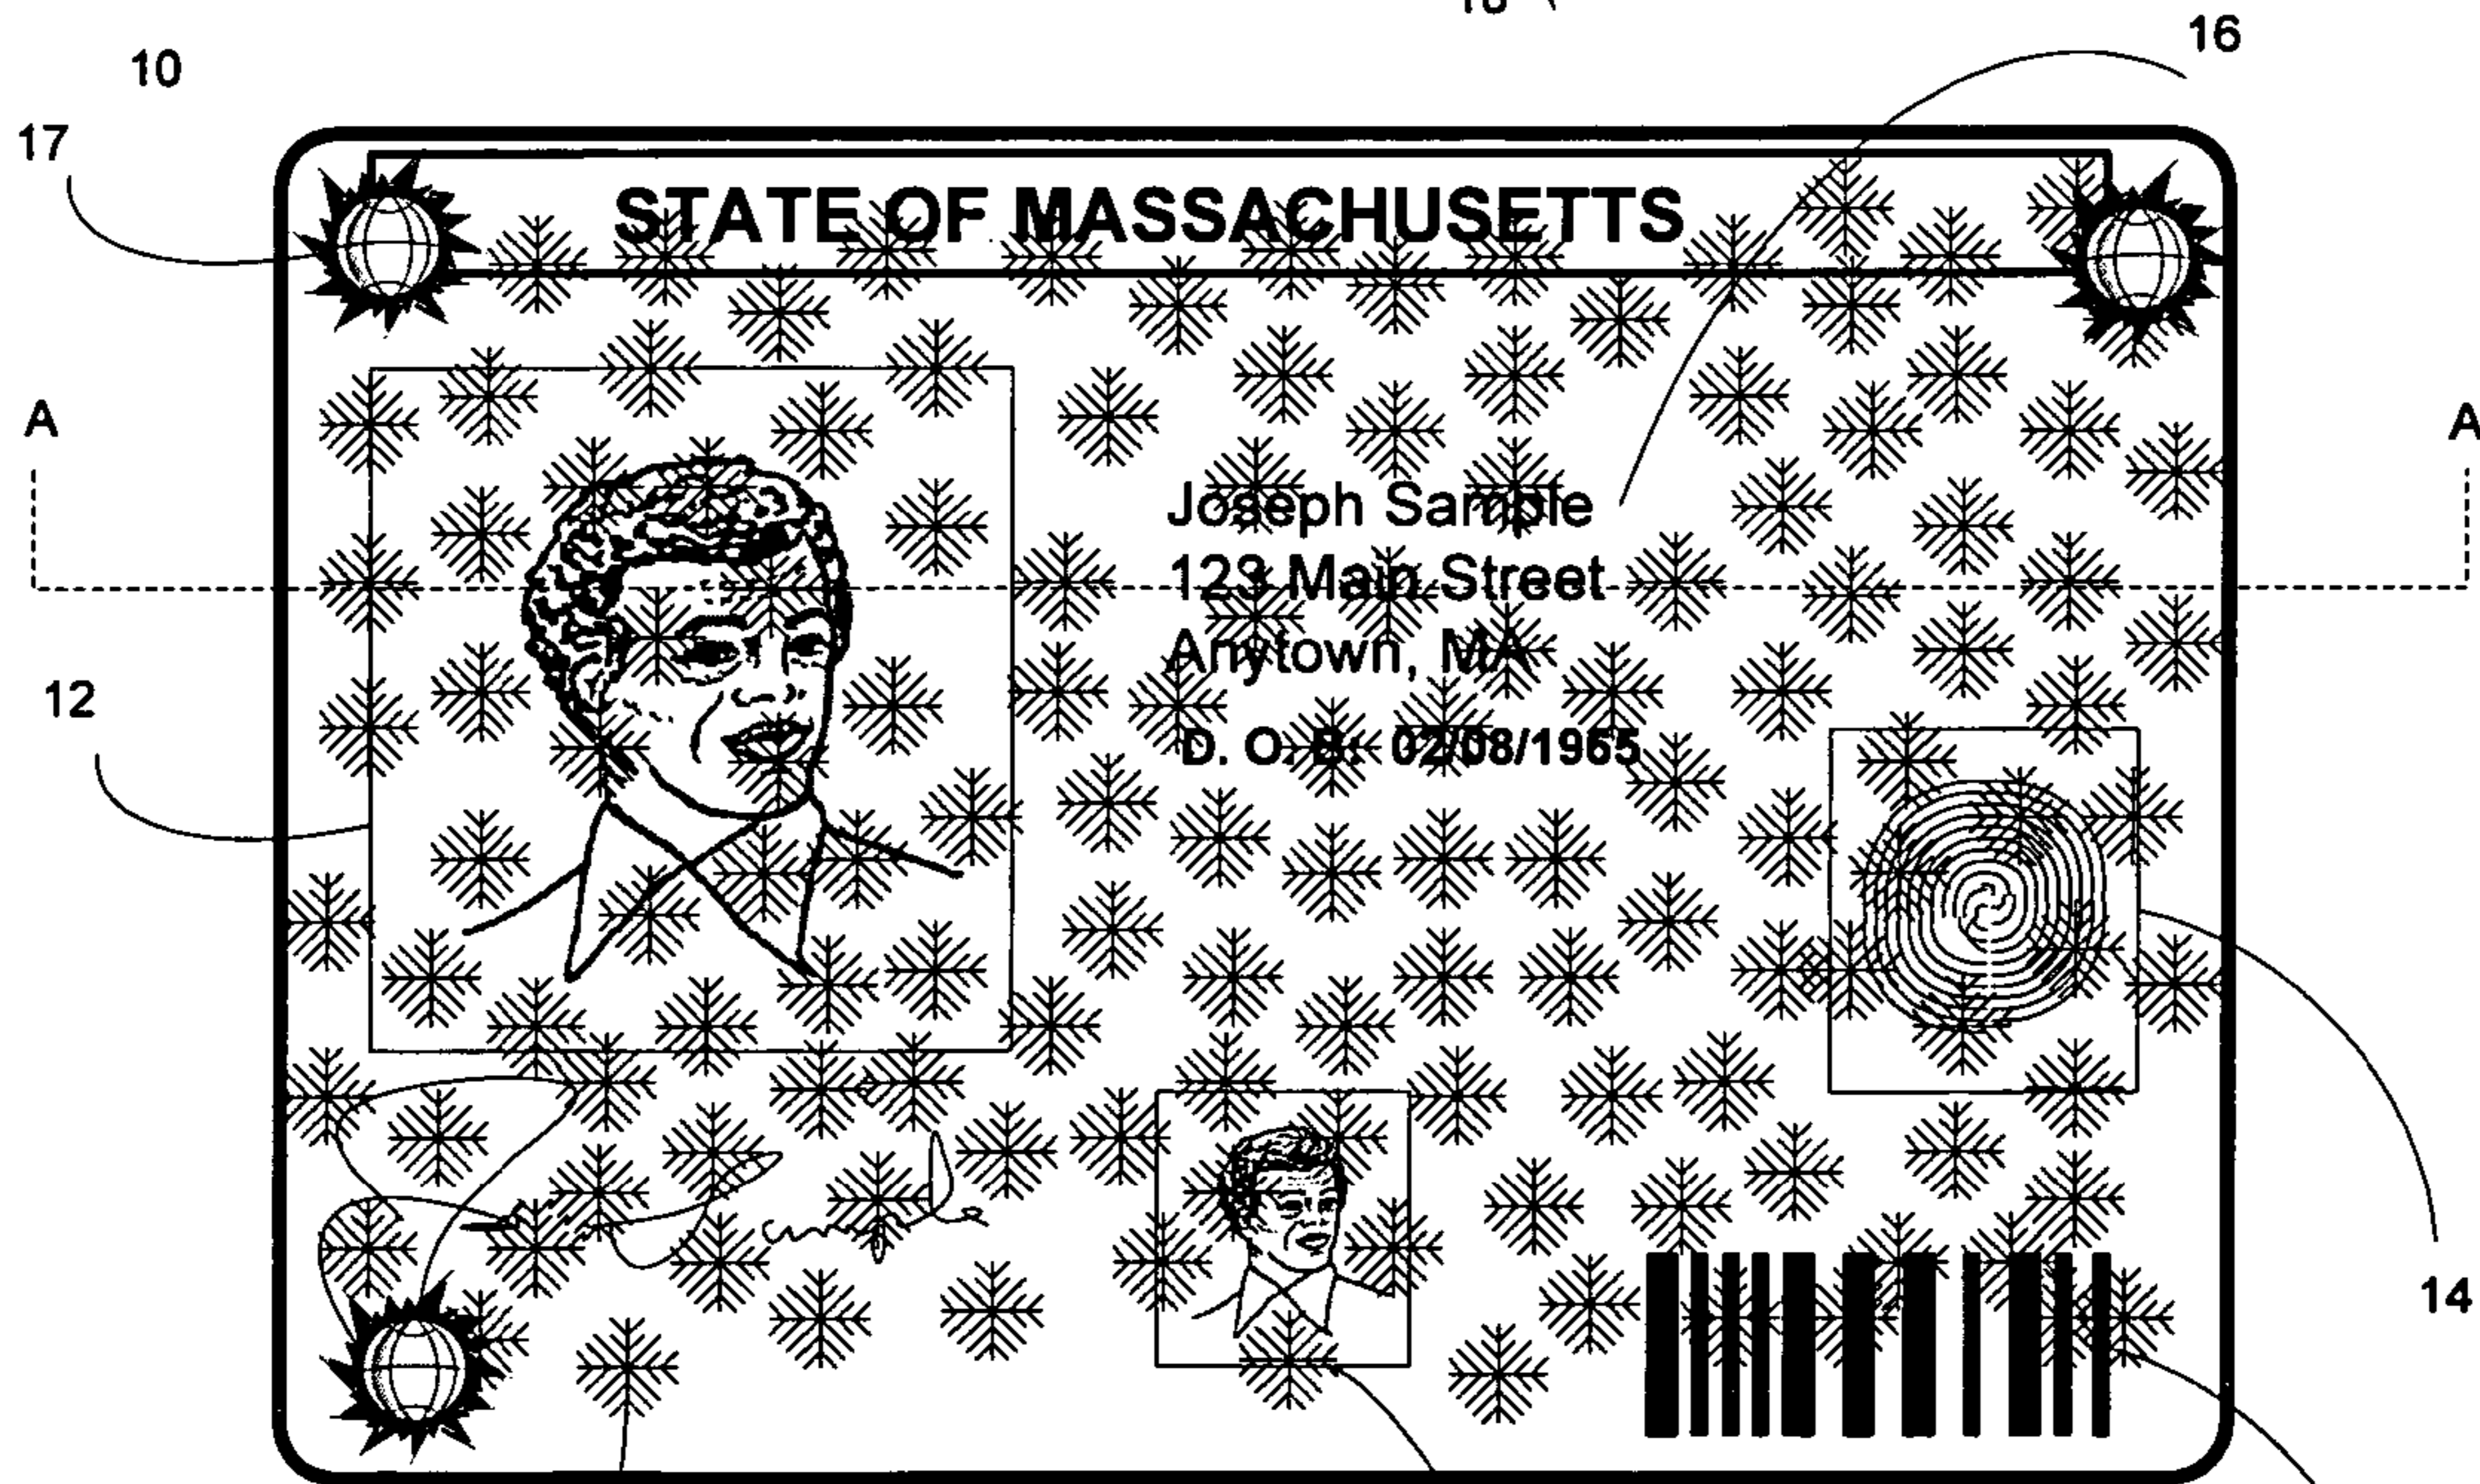 16
10
17
STATE OF MASSACHUSETTS
A A
Joseph Sample
123 Main Street
Anytown, MA
12
D. O. B: 02/08/1965
14